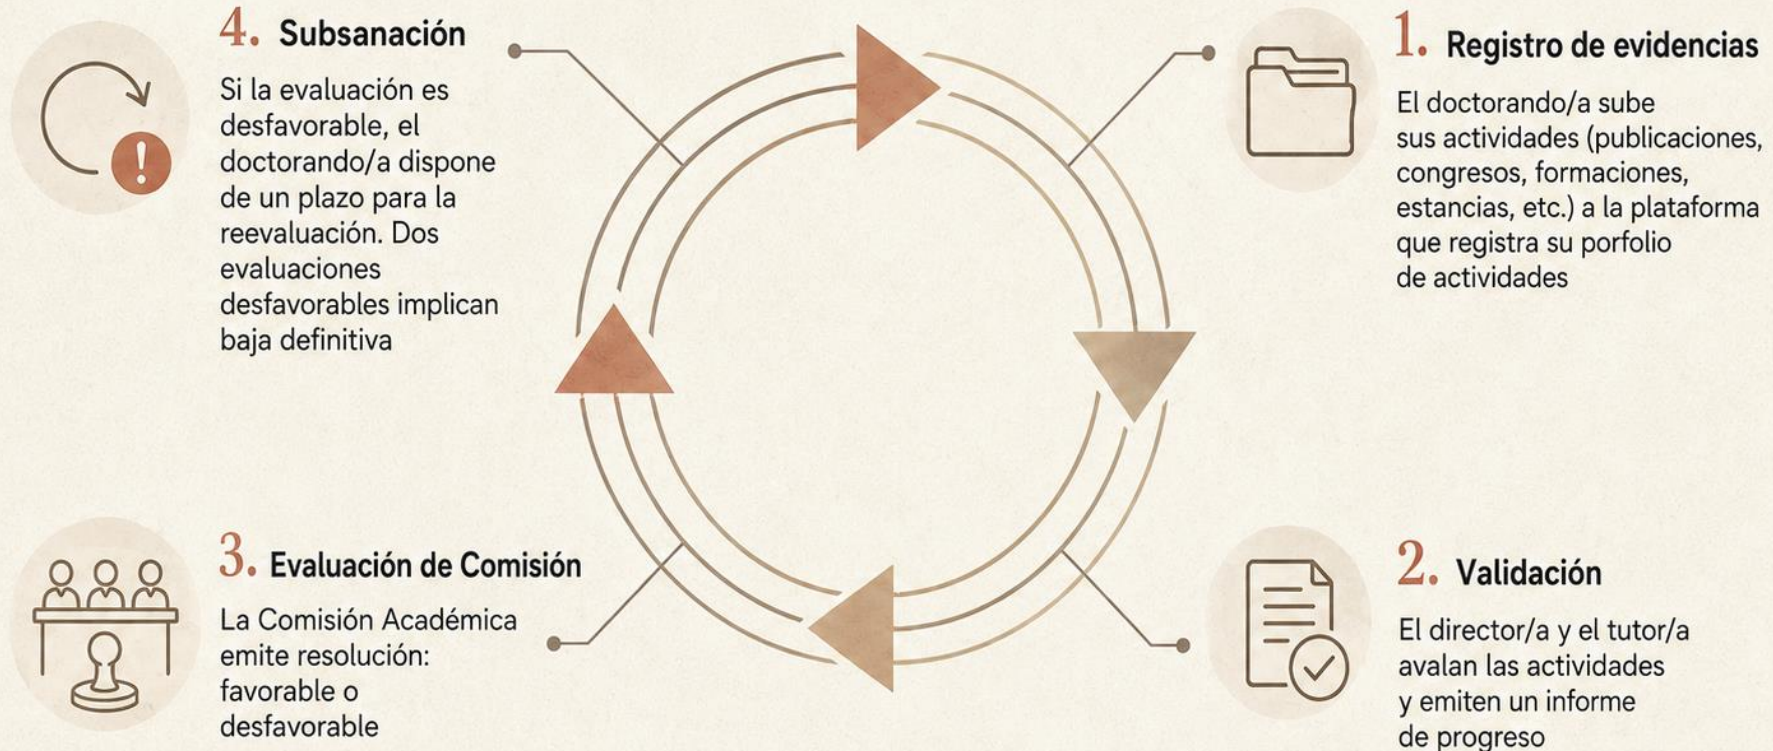 1. Registro de evidencias
El doctorando/a sube
sus actividades (publicaciones,
congresos, formaciones,
estancias, etc.) a la plataforma
que registra su porfolio
de actividades
2. Validación
El director/a y el tutor/a
avalan las actividades
y emiten un informe
de progreso
3. Evaluación de Comisión
La Comisión Académica
emite resolución:
favorable o
desfavorable
4. Subsanación
Si la evaluación es
desfavorable, el
doctorando/a dispone
de un plazo para la
reevaluación. Dos
evaluaciones
desfavorables implican
baja definitiva